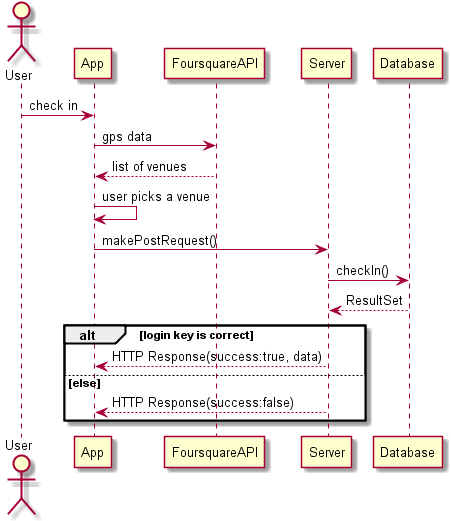 User
App
FoursquareAPI
Server
Database
check in
gps data
list of venues
user picks a venue
makePostRequest()
checkIn()
ResultSet
alt [login key is correct]
HTTP Response(success:true, data)
[else]
HTTP Response(success:false)
User
App
FoursquareAPI
Server
Database